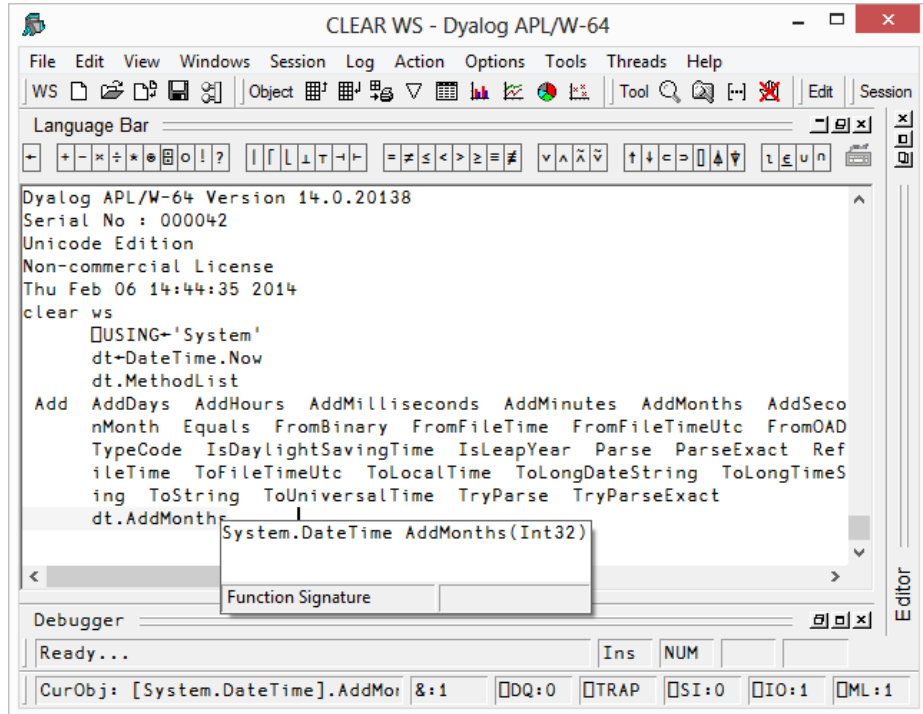 CLEAR WS - Dyalog APL/W-64
File Edit View Windows Session Log Action Options Tools Threads Help
WS Object Tool Edit Session
Language Bar
← + - × ÷ * ⍟ ⌹ ○ ! ? | ⌈ ⌊ ⊥ ⊤ ⊣ ⊢ = ≠ ≤ < > ≥ ≡ ≢ ∨ ∧ ⍲ ⍱ ↑ ↓ ⊂ ⊃ ⌷ ⍋ ⍒ ⍳ ⍷ ∪ ∩
Dyalog APL/W-64 Version 14.0.20138
Serial No : 000042
Unicode Edition
Non-commercial License
Thu Feb 06 14:44:35 2014
clear ws
⎕USING←'System'
dt←DateTime.Now
dt.MethodList
Add AddDays AddHours AddMilliseconds AddMinutes AddMonths AddSeco
nMonth Equals FromBinary FromFileTime FromFileTimeUtc FromOAD
TypeCode IsDaylightSavingTime IsLeapYear Parse ParseExact Ref
ileTime ToFileTimeUtc ToLocalTime ToLongDateString ToLongTimeS
ing ToString ToUniversalTime TryParse TryParseExact
dt.AddMonths
System.DateTime AddMonths(Int32)
Function Signature
Editor
Debugger
Ready... Ins NUM
CurObj: [System.DateTime].AddMon &:1 ⎕DQ:0 ⎕TRAP ⎕SI:0 ⎕IO:1 ⎕ML:1